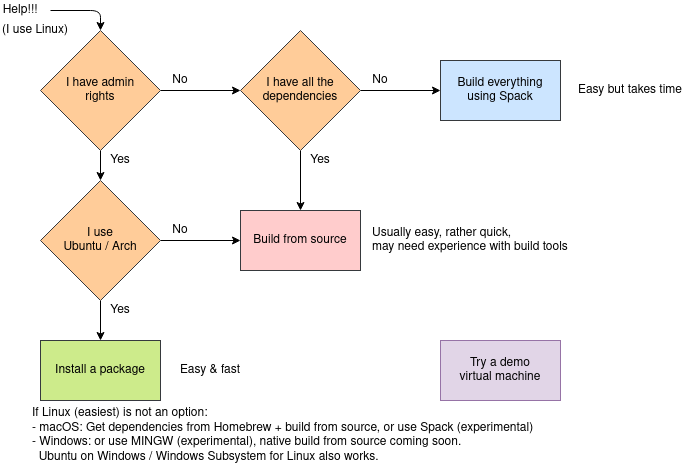 Help!!!
(I use Linux)
I have admin
rights
No
I have all the
dependencies
No
Build everything
using Spack
Easy but takes time
Yes
Yes
I use
Ubuntu / Arch
No
Build from source
Usually easy, rather quick,
may need experience with build tools
Yes
Install a package
Easy & fast
Try a demo
virtual machine
If Linux (easiest) is not an option:
- macOS: Get dependencies from Homebrew + build from source, or use Spack (experimental)
- Windows: or use MINGW (experimental), native build from source coming soon.
Ubuntu on Windows / Windows Subsystem for Linux also works.